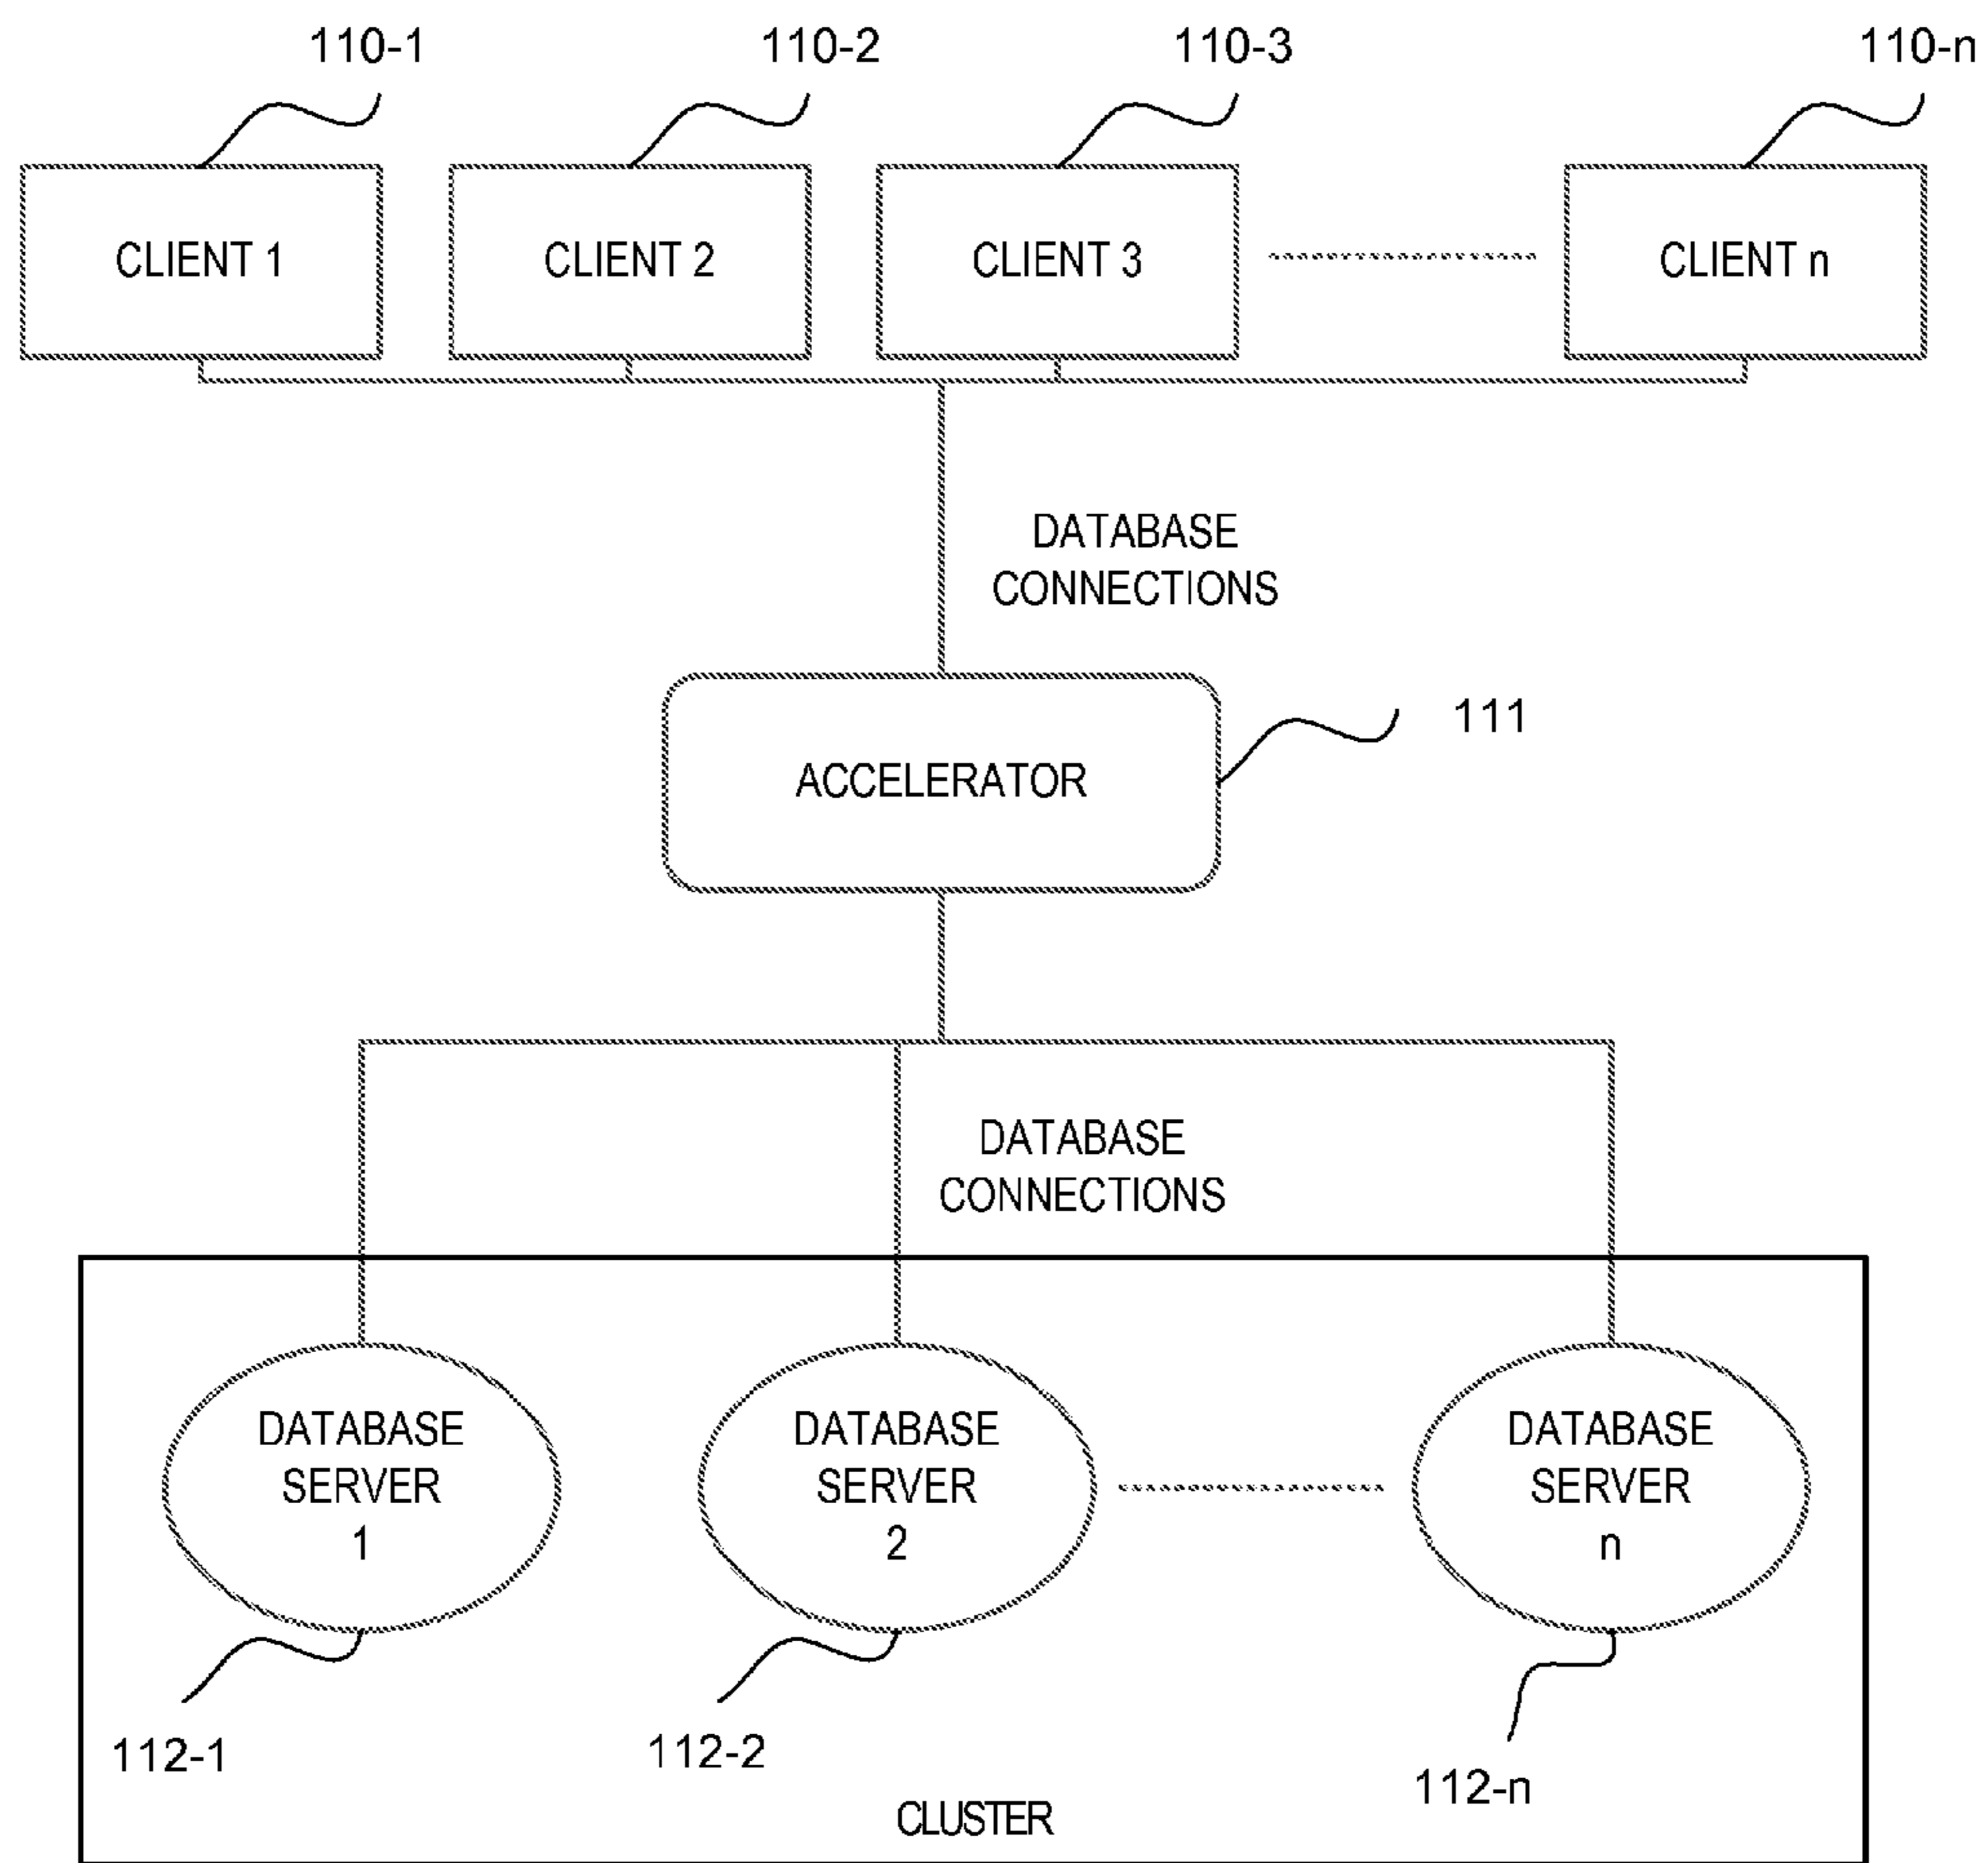 110-1
110-2
110-3
110-n
CLIENT 1
CLIENT 2
CLIENT 3
CLIENT n
DATABASE
CONNECTIONS
111
ACCELERATOR
DATABASE
CONNECTIONS
DATABASE
SERVER
1
DATABASE
SERVER
2
DATABASE
SERVER
n
112-1
112-2
112-n
CLUSTER